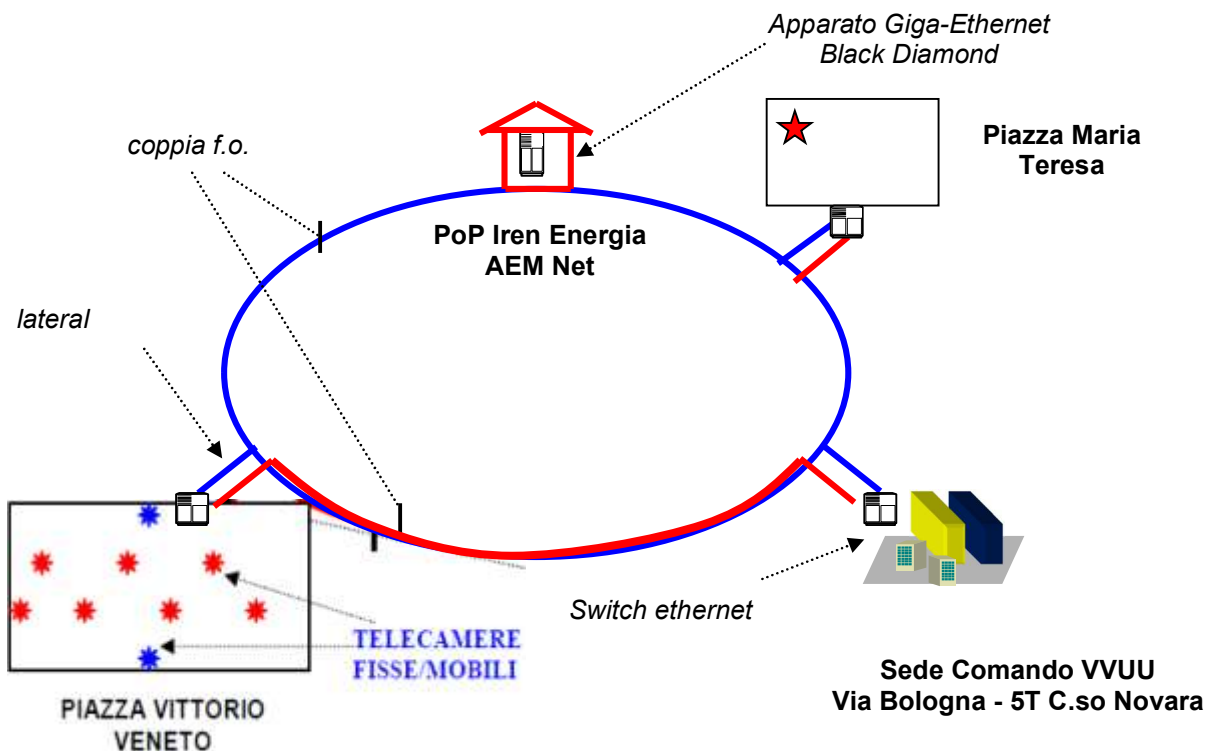 Apparato Giga-Ethernet
Black Diamond
coppia f.o.
Piazza Maria
Teresa
PoP Iren Energia
AEM Net
lateral
Switch ethernet
TELECAMERE
FISSE/MOBILI
Sede Comando VVUU
Via Bologna - 5T C.so Novara
PIAZZA VITTORIO
VENETO